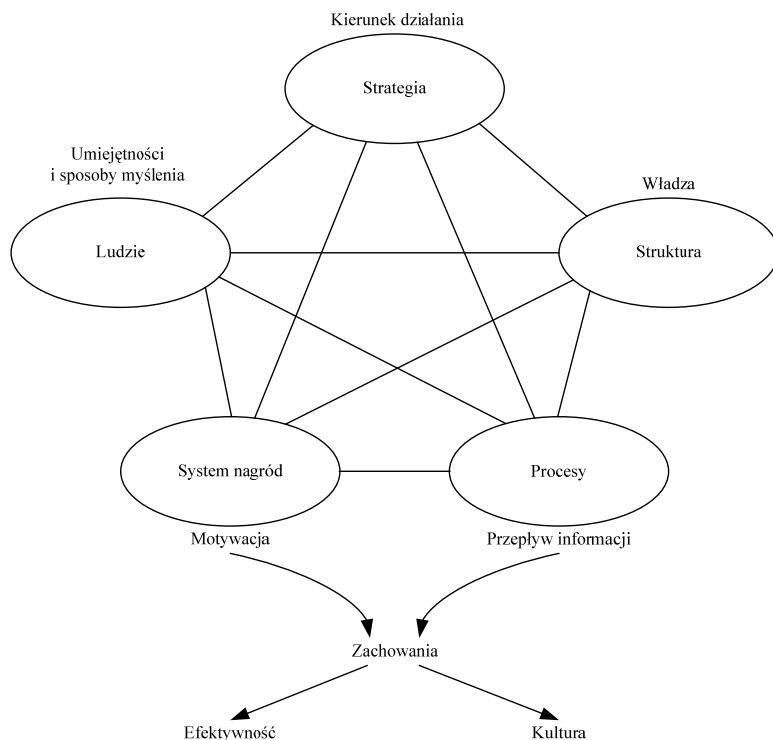 Kierunek działania
Strategia
Umiejętności
i sposoby myślenia
Władza
Ludzie
Struktura
System nagród
Procesy
Motywacja
Przepływ informacji
Zachowania
Efektywność
Kultura